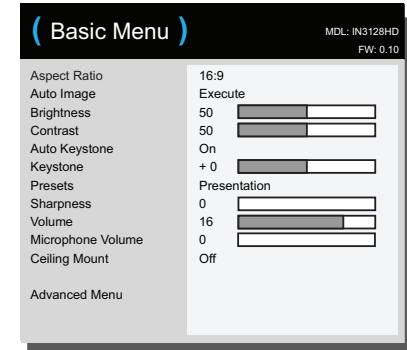 ( Basic Menu )
MDL: IN3128HD
FW: 0.10
Aspect Ratio 16:9
Auto Image Execute
Brightness 50
Contrast 50
Auto Keystone On
Keystone + 0
Presets Presentation
Sharpness 0
Volume 16
Microphone Volume 0
Ceiling Mount Off
Advanced Menu